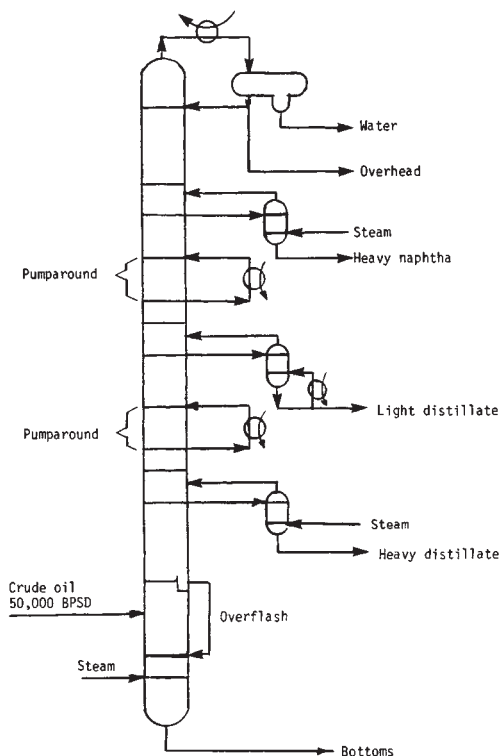 Water
Overhead
Steam
Heavy naphtha
Pumparound
Light distillate
Pumparound
Steam
Heavy distillate
Crude oil
50,000 BPSD
Overflash
Steam
Bottoms